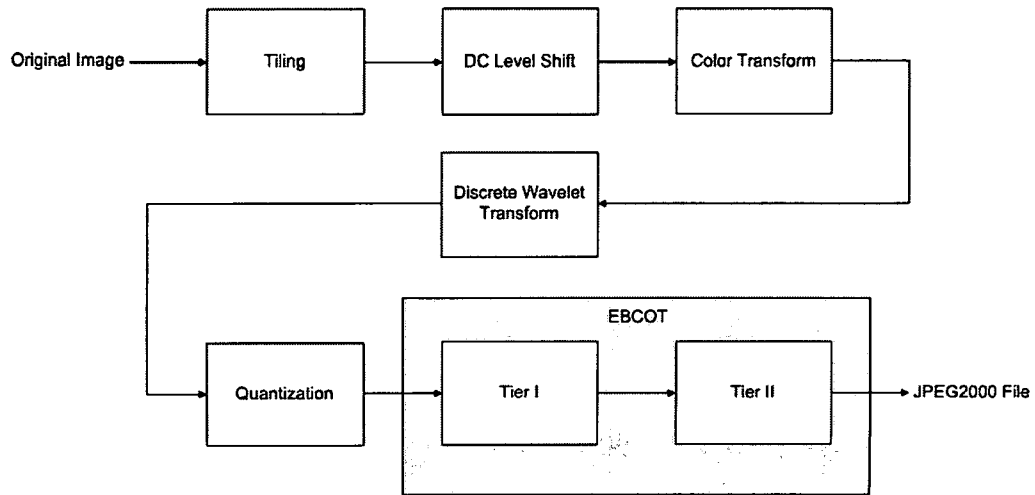 Original Image
Tiling
DC Level Shift
Color Transform
Discrete Wavelet
Transform
EBCOT
Quantization
Tier I
Tier II
JPEG2000 File